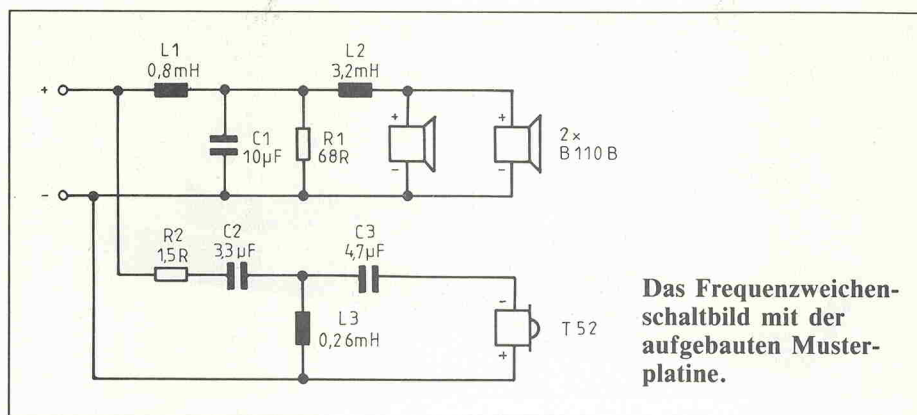 L1
0,8mH
L2
3,2mH
+
C1
10µF
R1
68R
+
-
+
-
2×
B 110 B
-
R2
1,5R
C2
3,3µF
C3
4,7µF
L3
0,26mH
-
+
T 52
Das Frequenzweichen-
schaltbild mit der
aufgebauten Muster-
platine.